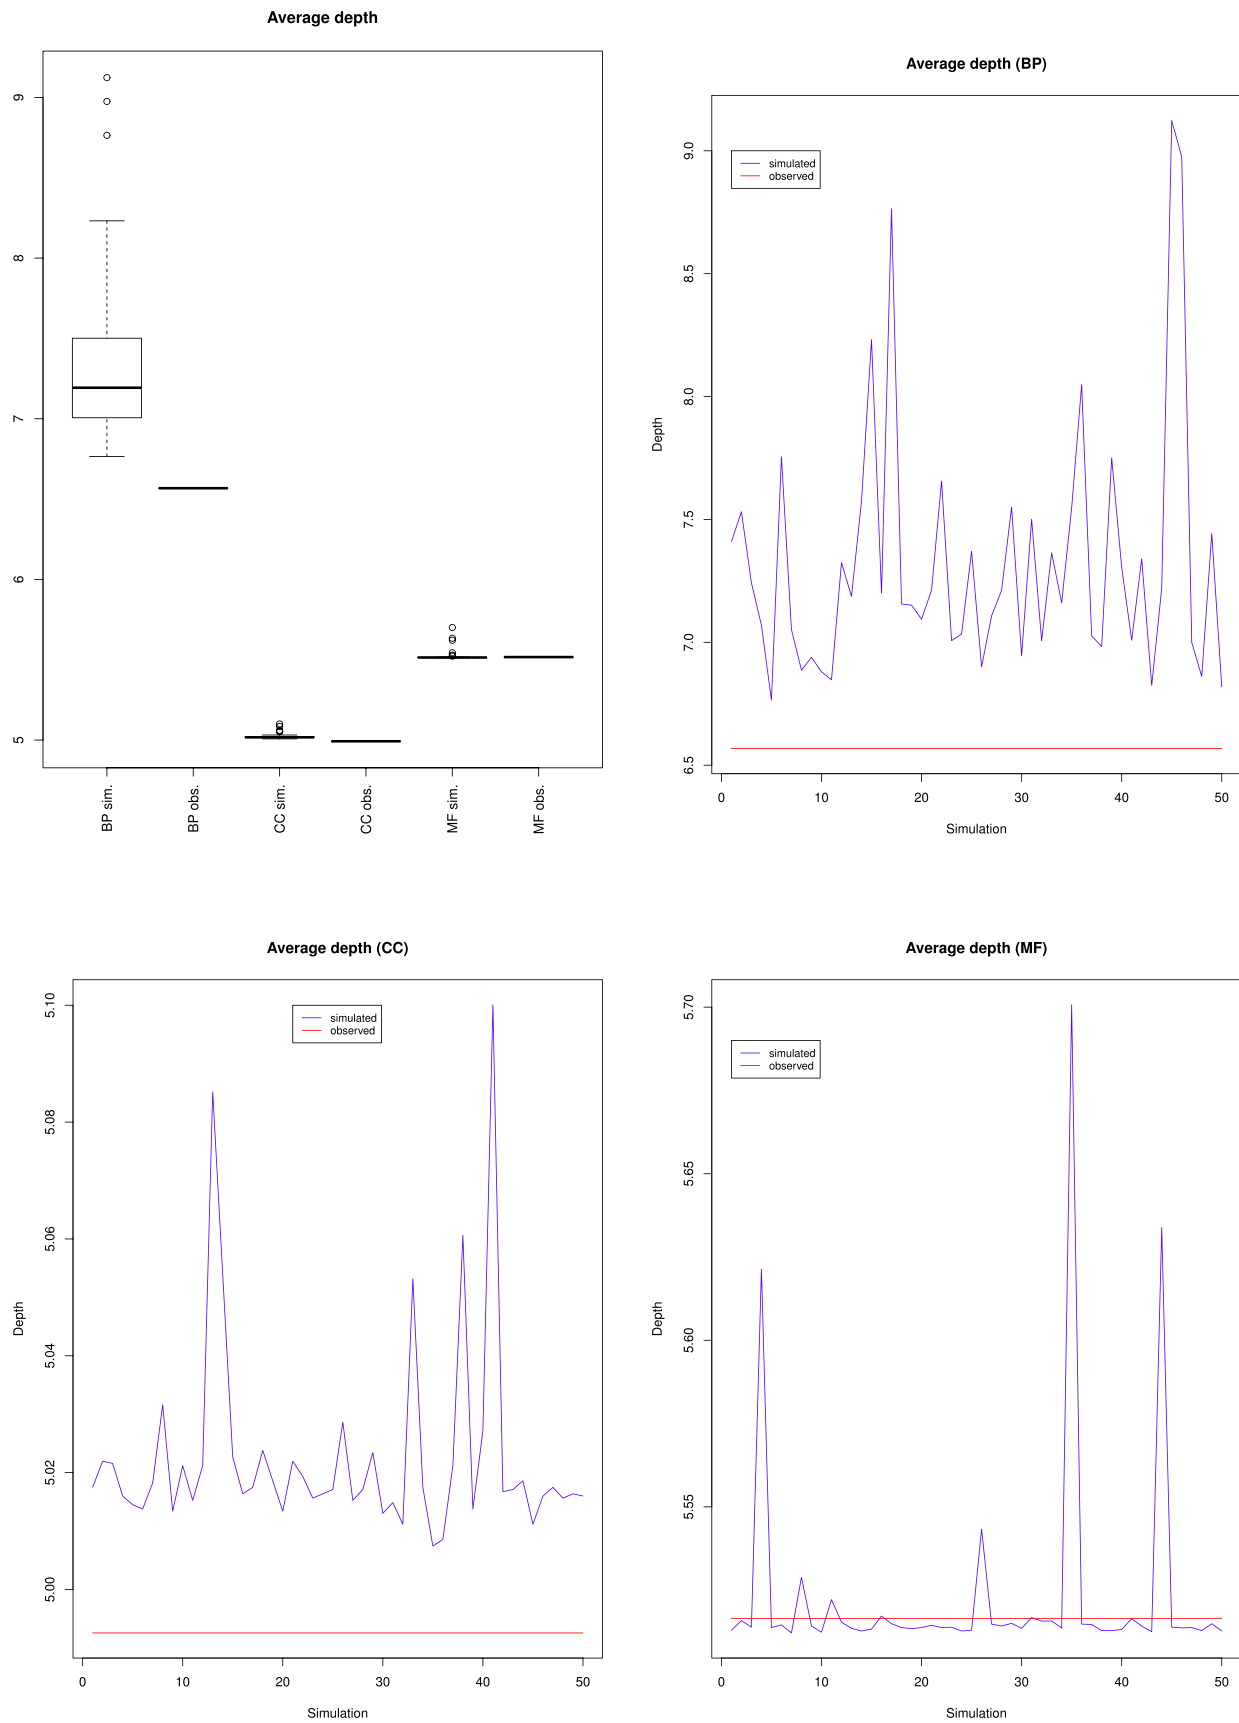 Average depth
9
8
7
6
5
BP sim.
BP obs.
CC sim.
CC obs.
MF sim.
MF obs.
Average depth (BP)
simulated
observed
Depth
9.0
8.5
8.0
7.5
7.0
6.5
0 10 20 30 40 50
Simulation
Average depth (CC)
simulated
observed
Depth
5.10
5.08
5.06
5.04
5.02
5.00
0 10 20 30 40 50
Simulation
Average depth (MF)
simulated
observed
Depth
5.70
5.65
5.60
5.55
0 10 20 30 40 50
Simulation